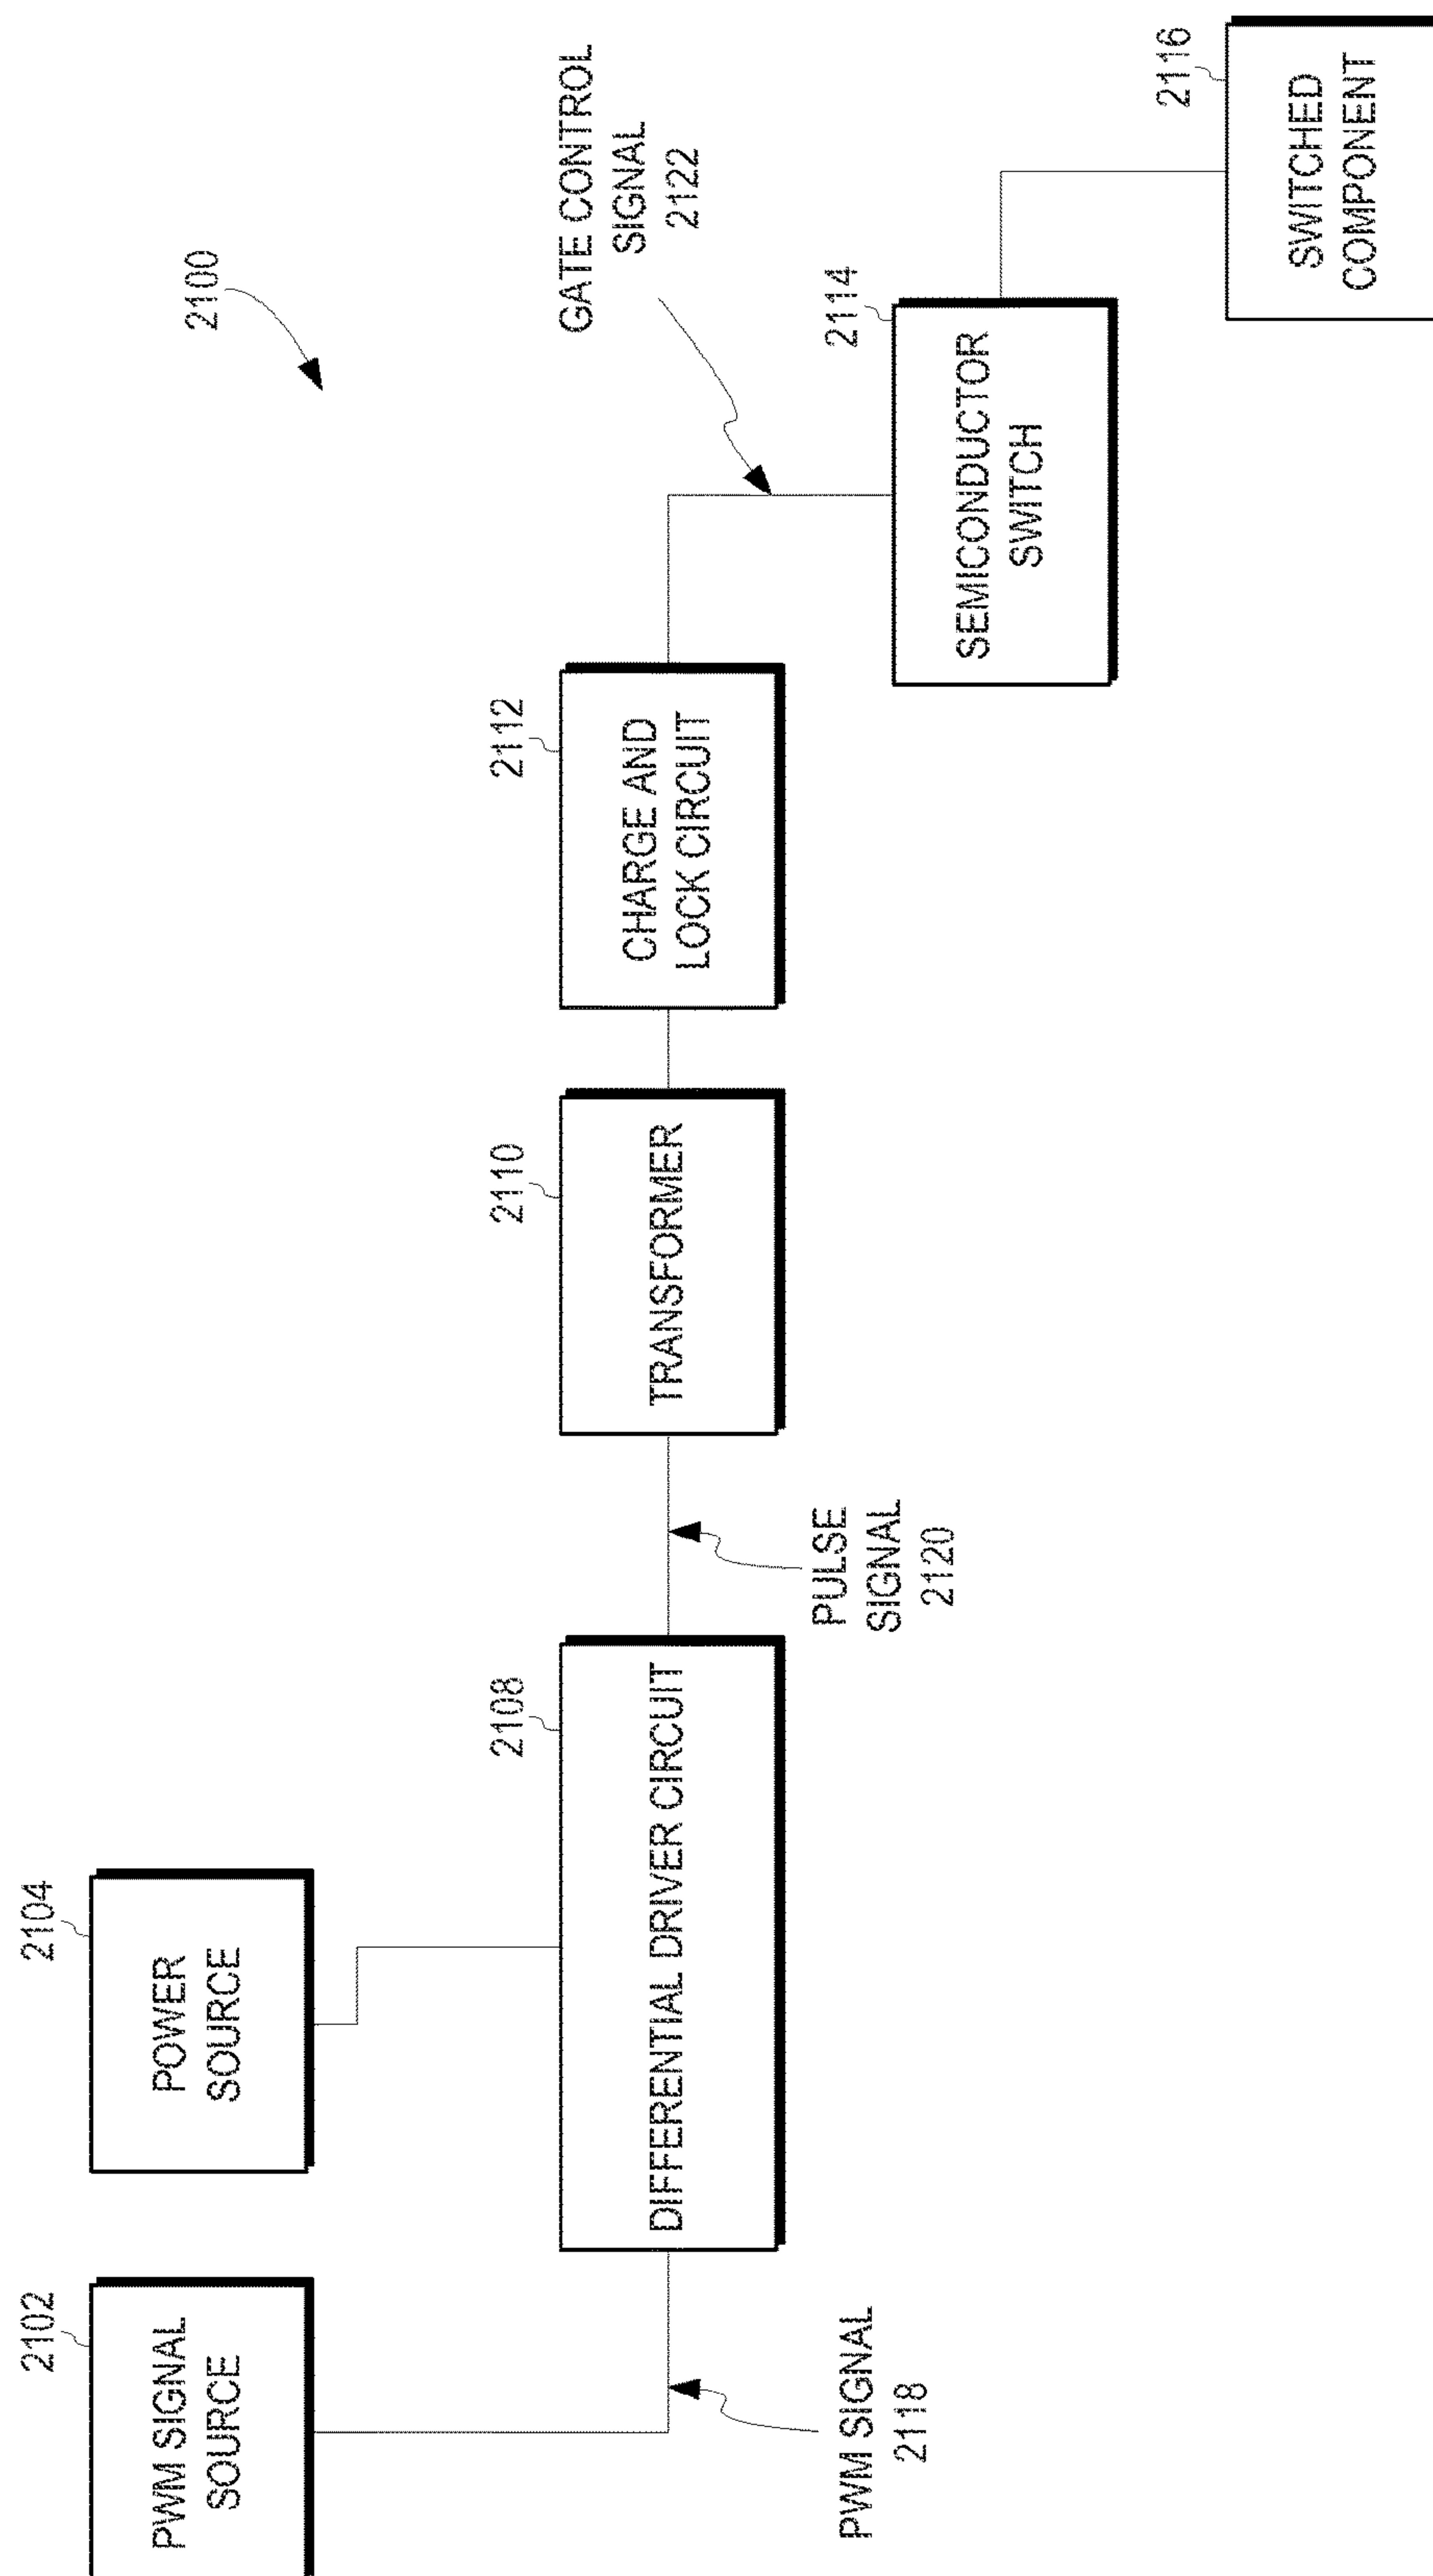 2100
2102
PWM SIGNAL
SOURCE
2104
POWER
SOURCE
PWM SIGNAL
2118
2108
DIFFERENTIAL DRIVER CIRCUIT
PULSE
SIGNAL
2120
2110
TRANSFORMER
2112
CHARGE AND
LOCK CIRCUIT
GATE CONTROL
SIGNAL
2122
2114
SEMICONDUCTOR
SWITCH
2116
SWITCHED
COMPONENT